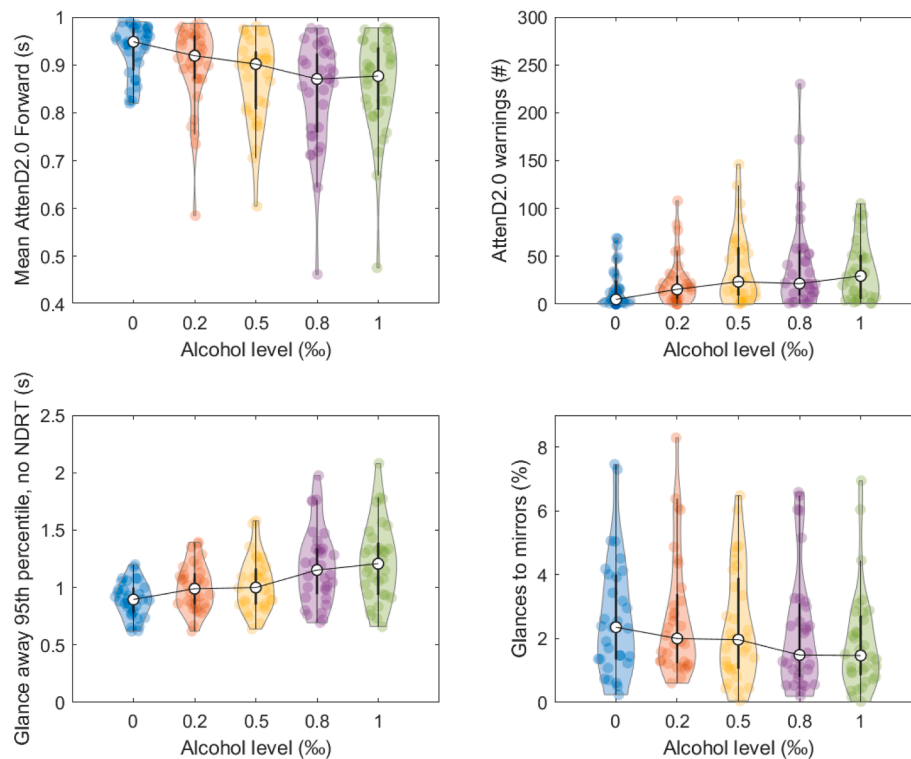 Mean AttenD2.0 Forward (s)
1
0.9
0.8
0.7
0.6
0.5
0.4
0 0.2 0.5 0.8 1
Alcohol level (‰)
AttenD2.0 warnings (#)
300
250
200
150
100
50
0
0 0.2 0.5 0.8 1
Alcohol level (‰)
Glance away 95th percentile, no NDRT (s)
2.5
2
1.5
1
0.5
0
0 0.2 0.5 0.8 1
Alcohol level (‰)
Glances to mirrors (%)
8
6
4
2
0
0 0.2 0.5 0.8 1
Alcohol level (‰)